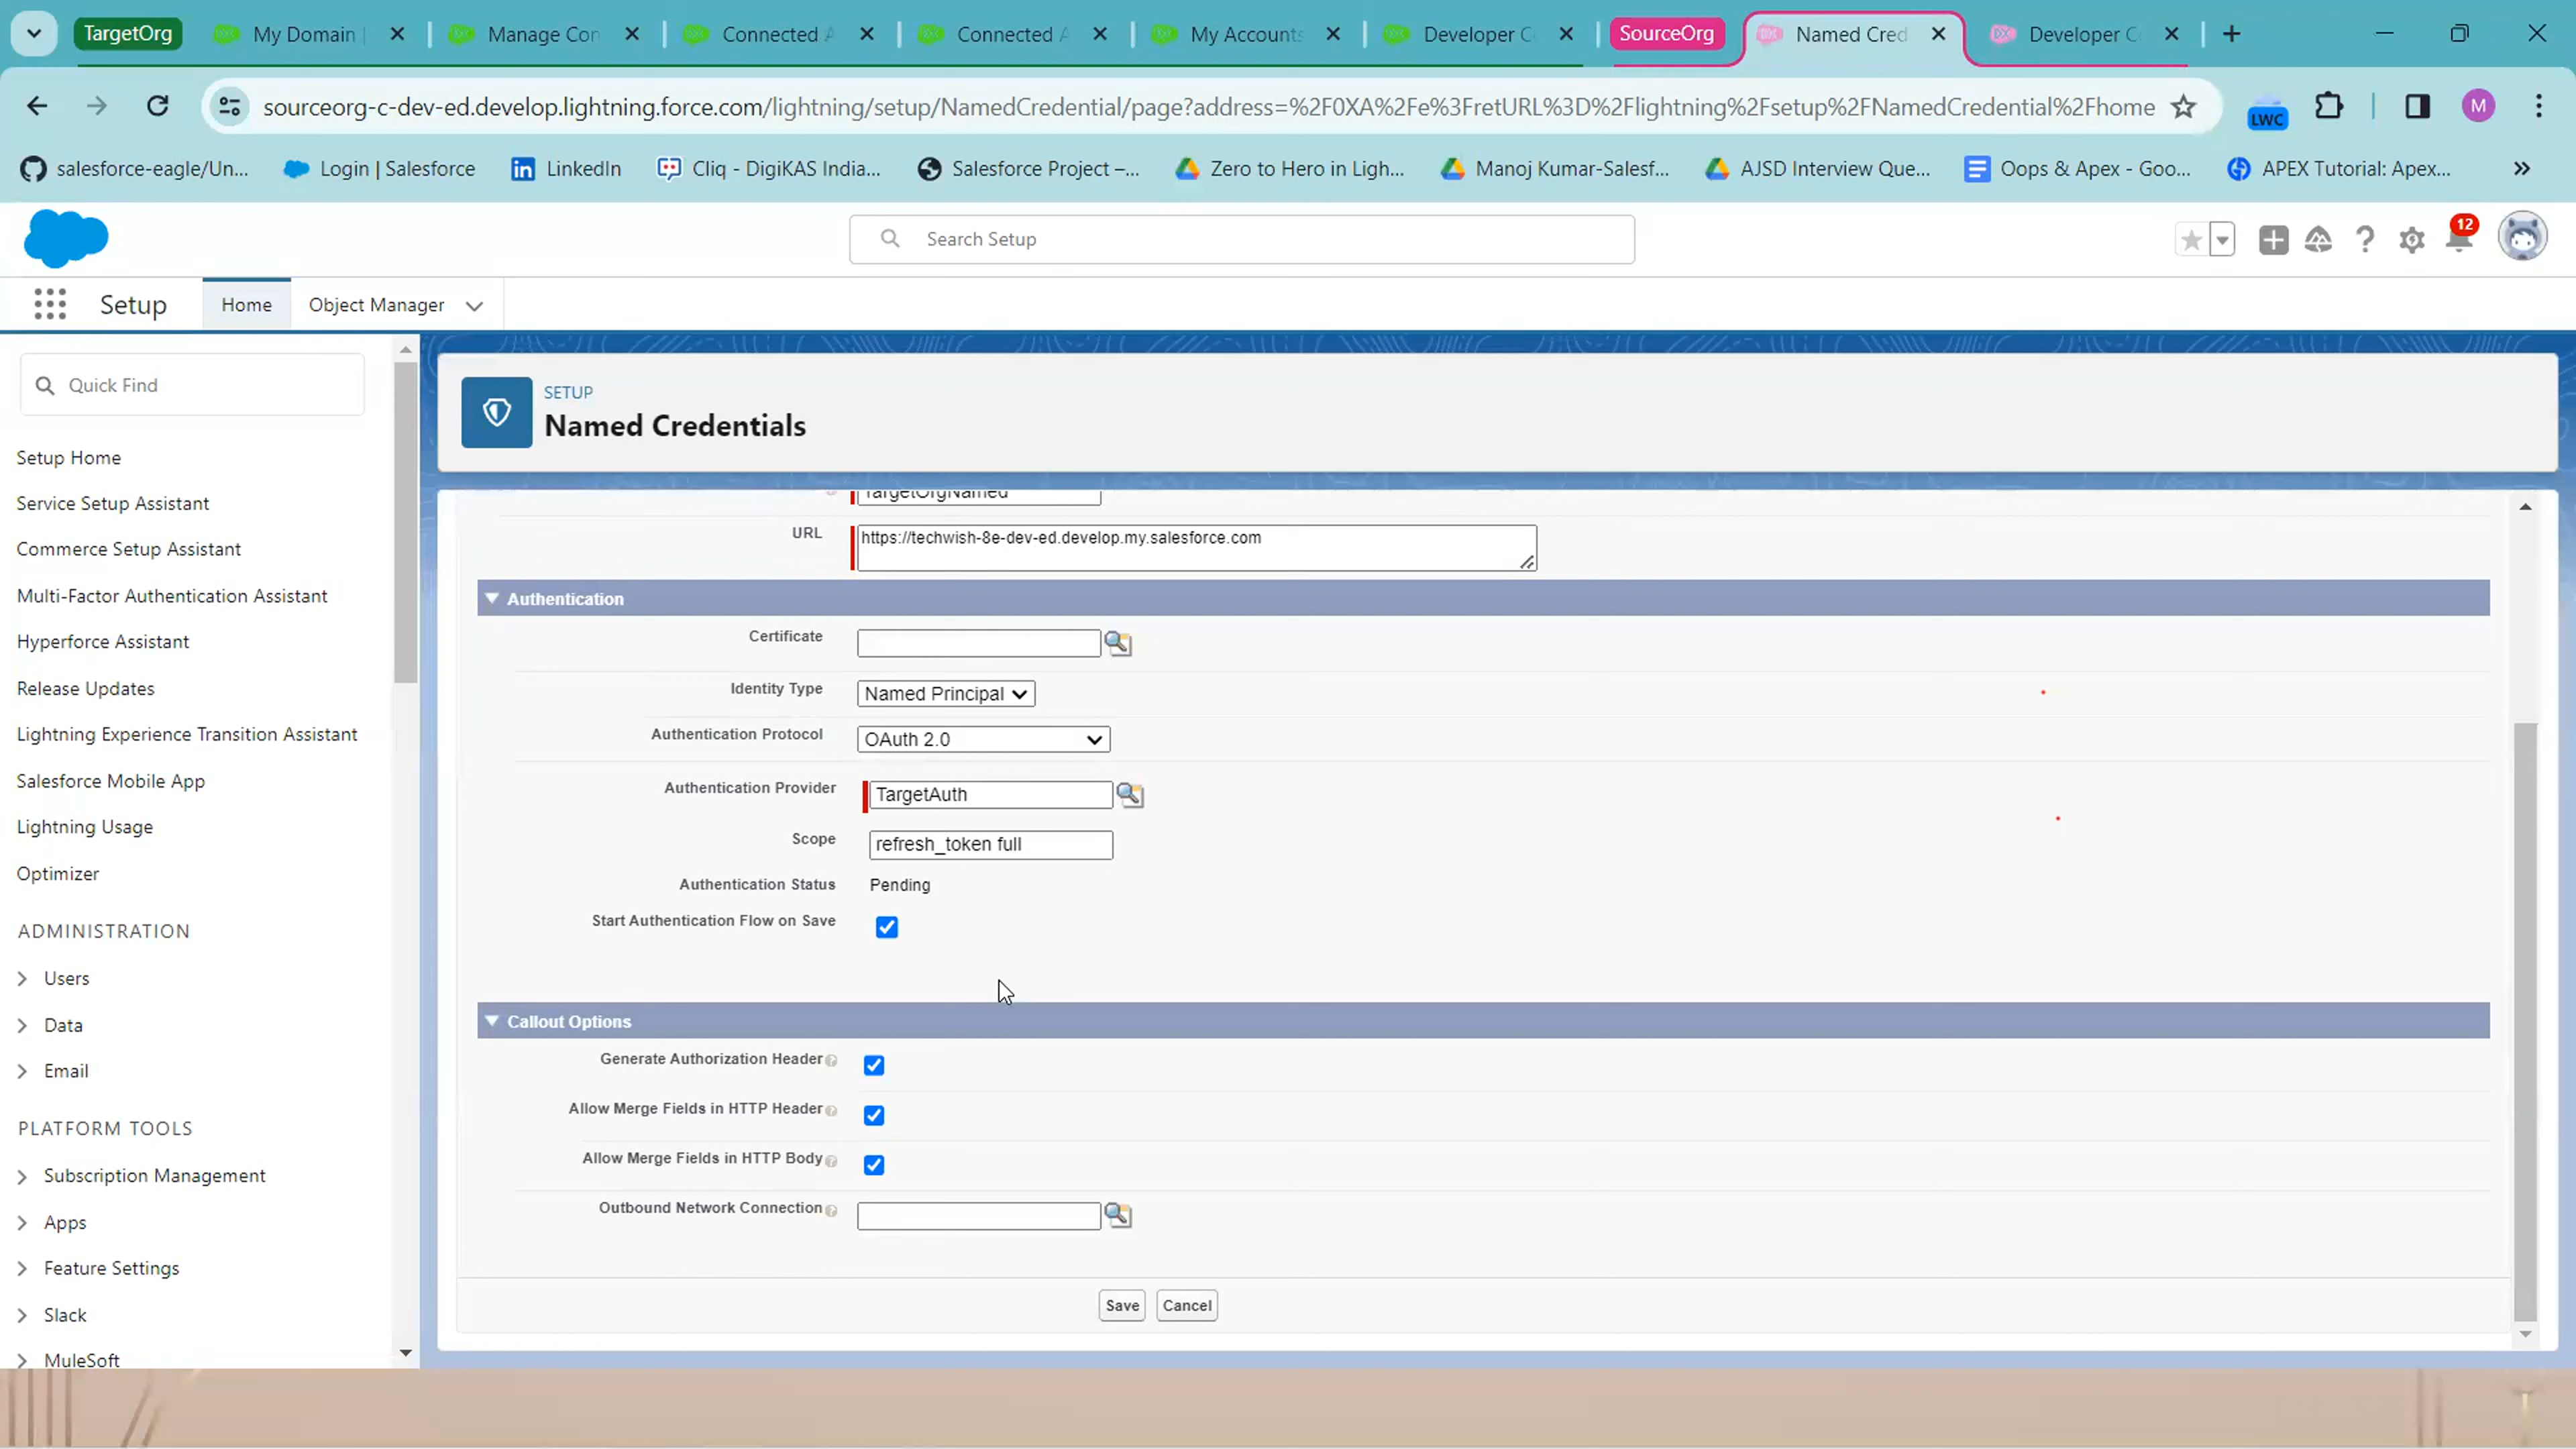 TargetOrg
My Domain |
Manage Con
Connected A
Connected A
My Accounts
Developer C
SourceOrg
Named Cred
Developer C
sourceorg-c-dev-ed.develop.lightning.force.com/lightning/setup/NamedCredential/page?address=%2F0XA%2Fe%3FretURL%3D%2Flightning%2Fsetup%2FNamedCredential%2Fhome
LWC
M
salesforce-eagle/Un...
Login | Salesforce
LinkedIn
Cliq - DigiKAS India...
Salesforce Project –...
Zero to Hero in Ligh...
Manoj Kumar-Salesf...
AJSD Interview Que...
Oops & Apex - Goo...
APEX Tutorial: Apex...
»
Search Setup
12
Setup
Home
Object Manager
Quick Find
Setup Home
Service Setup Assistant
Commerce Setup Assistant
Multi-Factor Authentication Assistant
Hyperforce Assistant
Release Updates
Lightning Experience Transition Assistant
Salesforce Mobile App
Lightning Usage
Optimizer
ADMINISTRATION
Users
Data
Email
PLATFORM TOOLS
Subscription Management
Apps
Feature Settings
Slack
MuleSoft
SETUP
Named Credentials
TargetOrgNamed
URL
https://techwish-8e-dev-ed.develop.my.salesforce.com
Authentication
Certificate
Identity Type
Named Principal
Authentication Protocol
OAuth 2.0
Authentication Provider
TargetAuth
Scope
refresh_token full
Authentication Status
Pending
Start Authentication Flow on Save
Callout Options
Generate Authorization Header
Allow Merge Fields in HTTP Header
Allow Merge Fields in HTTP Body
Outbound Network Connection
Save
Cancel